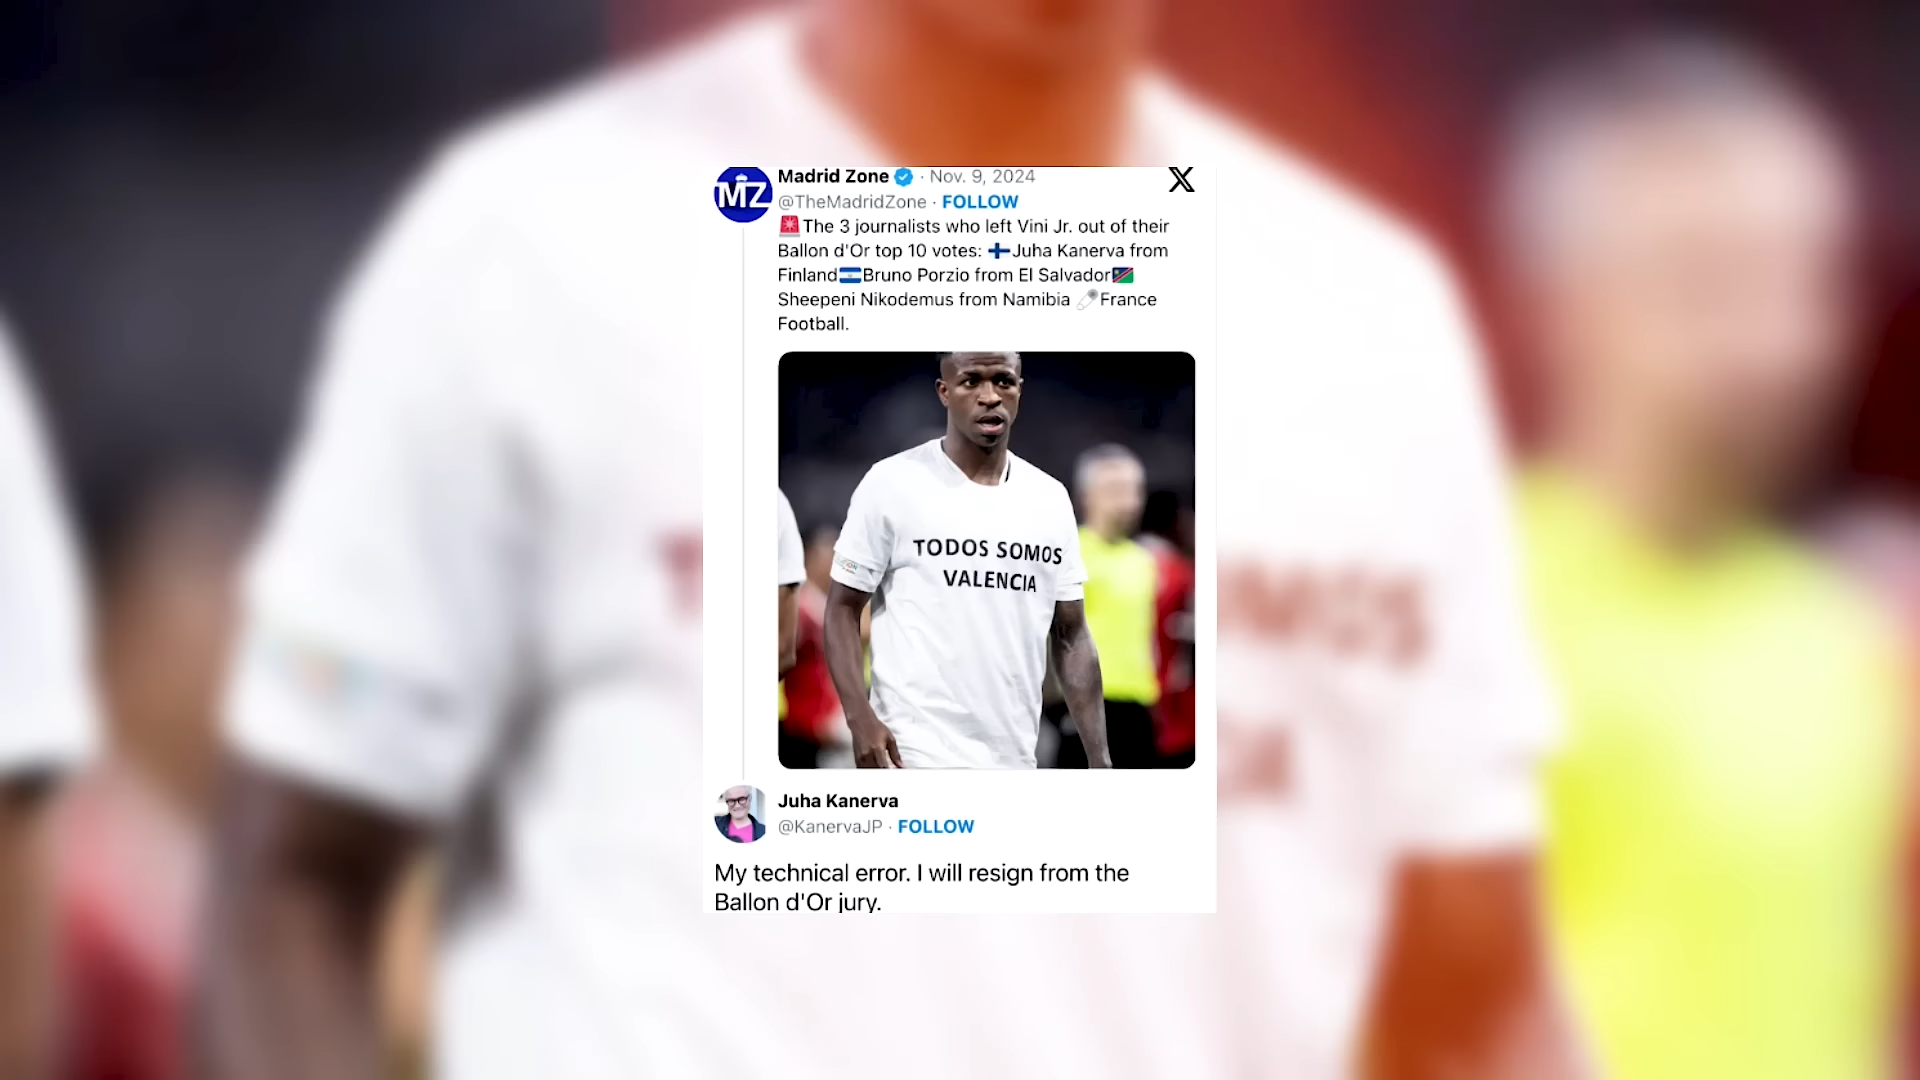 MZ
Madrid Zone · Nov. 9, 2024
X
@TheMadridZone · FOLLOW
The 3 journalists who left Vini Jr. out of their
Ballon d'Or top 10 votes: Juha Kanerva from
Finland Bruno Porzio from El Salvador
Sheepeni Nikodemus from Namibia France
Football.
TODOS SOMOS
VALENCIA
Juha Kanerva
@KanervaJP · FOLLOW
My technical error. I will resign from the
Ballon d'Or jury.